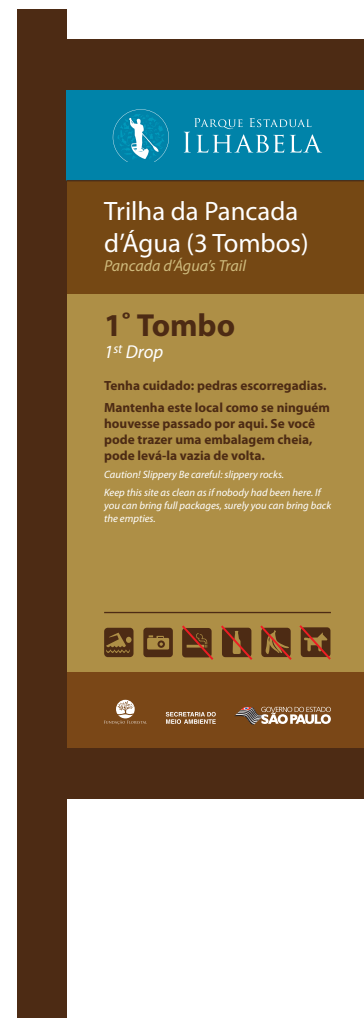 PARQUE ESTADUAL
ILHABELA
Trilha da Pancada
d'Água (3 Tombos)
Pancada d'Água's Trail
1° Tombo
1st Drop
Tenha cuidado: pedras escorregadias.
Mantenha este local como se ninguém
houvesse passado por aqui. Se você
pode trazer uma embalagem cheia,
pode levá-la vazia de volta.
Caution! Slippery Be careful: slippery rocks.
Keep this site as clean as if nobody had been here. If
you can bring full packages, surely you can bring back
the empties.
FUNDAÇÃO FLORESTAL
SECRETARIA DO
MEIO AMBIENTE
GOVERNO DO ESTADO
SÃO PAULO